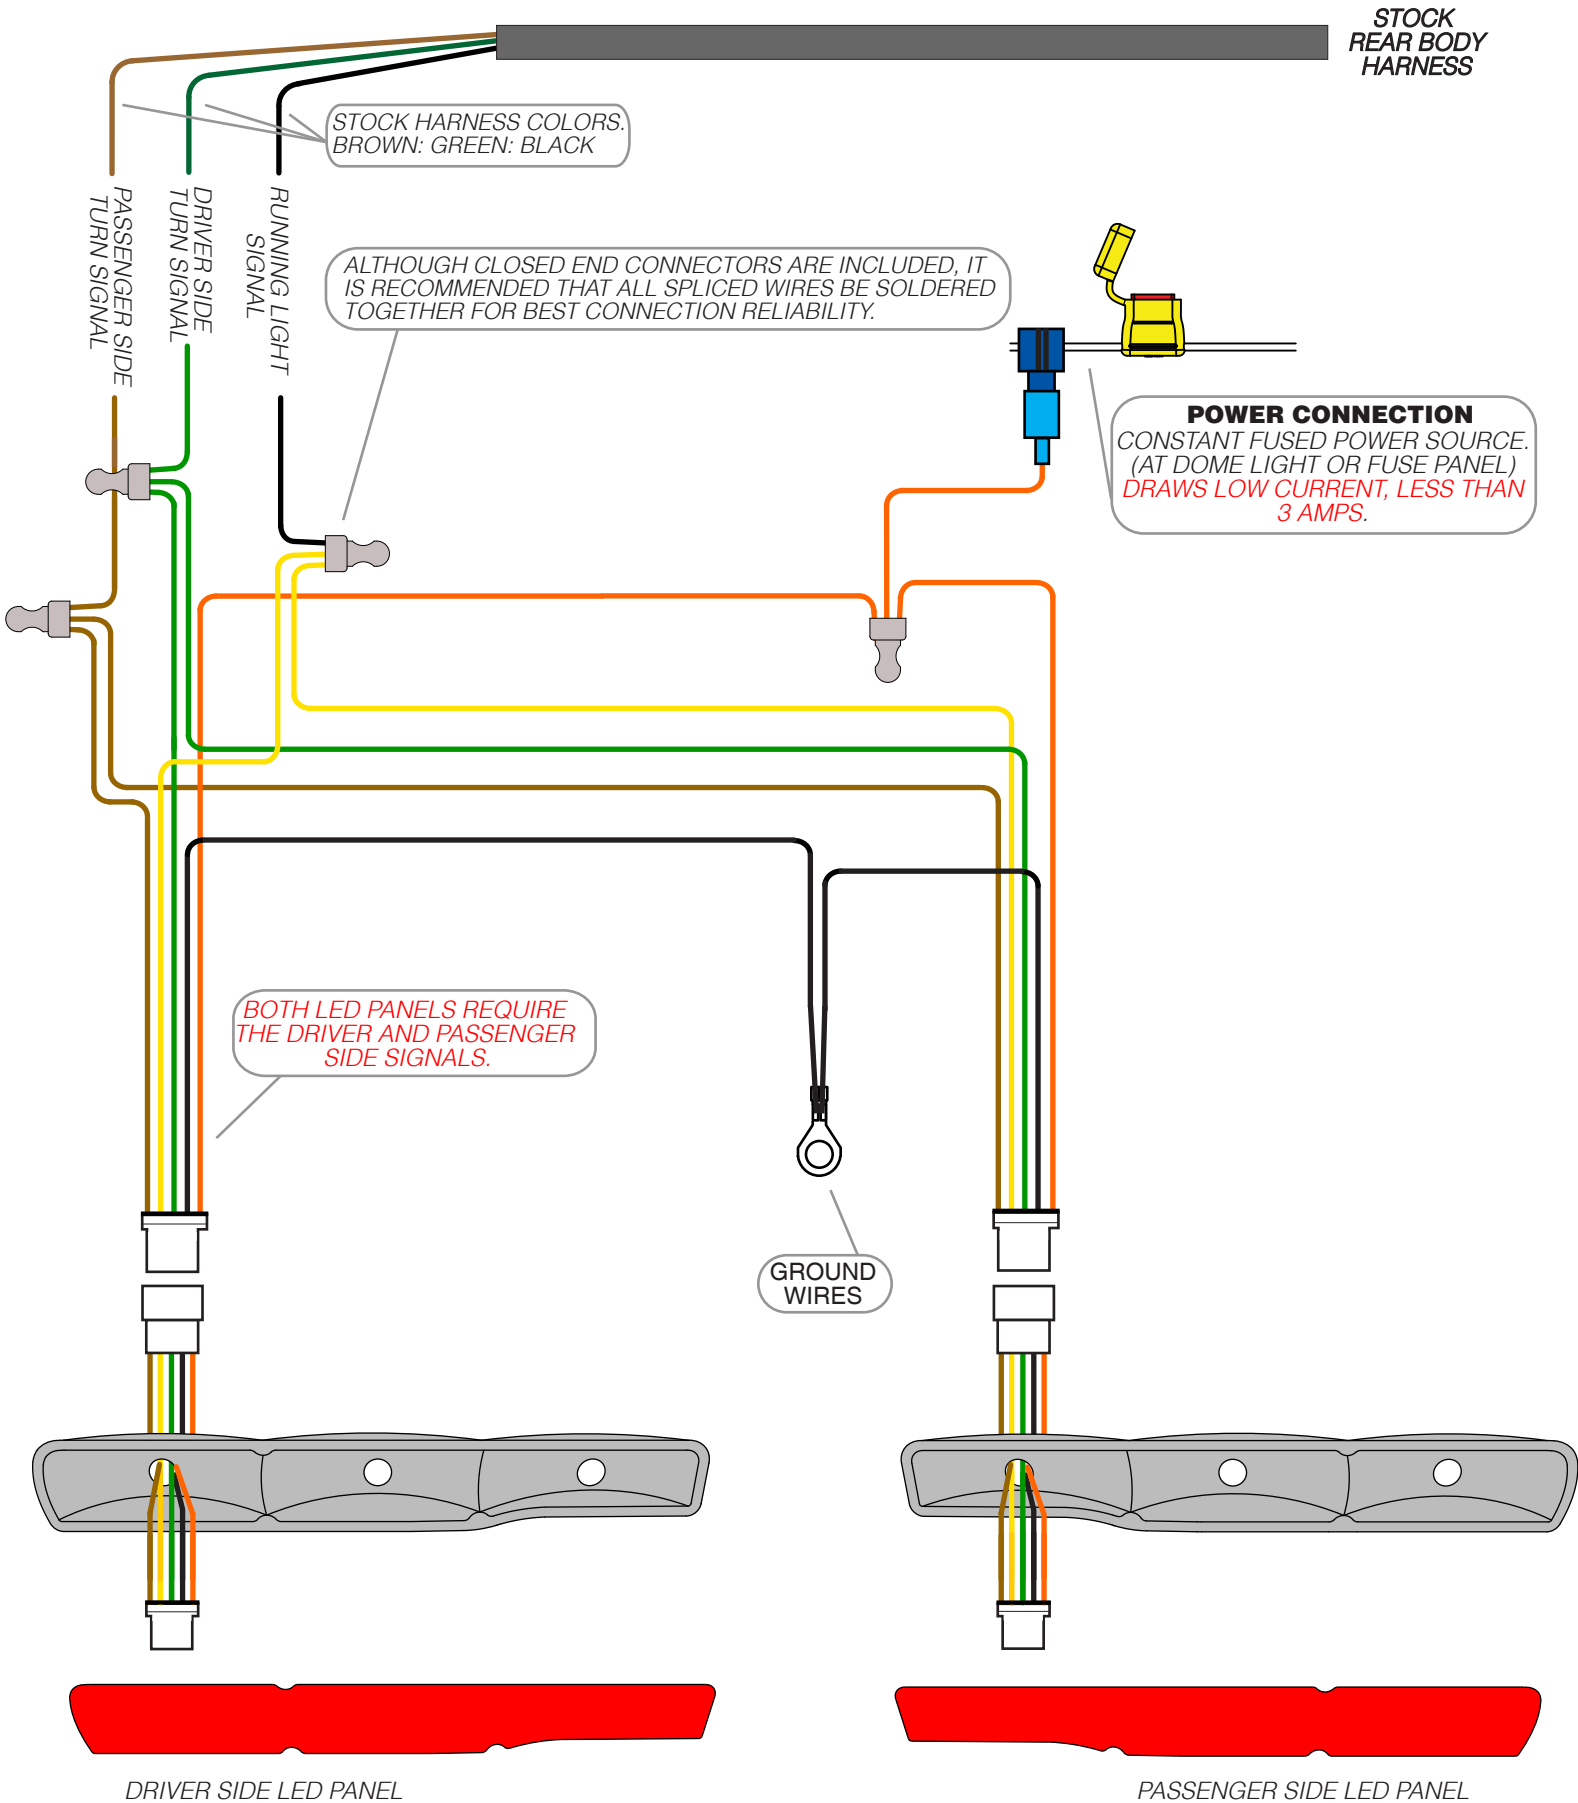 STOCK
REAR BODY
HARNESS
STOCK HARNESS COLORS.
BROWN: GREEN: BLACK
PASSENGER SIDE
TURN SIGNAL
DRIVER SIDE
TURN SIGNAL
RUNNING LIGHT
SIGNAL
ALTHOUGH CLOSED END CONNECTORS ARE INCLUDED, IT
IS RECOMMENDED THAT ALL SPLICED WIRES BE SOLDERED
TOGETHER FOR BEST CONNECTION RELIABILITY.
POWER CONNECTION
CONSTANT FUSED POWER SOURCE.
(AT DOME LIGHT OR FUSE PANEL)
DRAWS LOW CURRENT, LESS THAN
3 AMPS.
BOTH LED PANELS REQUIRE
THE DRIVER AND PASSENGER
SIDE SIGNALS.
GROUND
WIRES
DRIVER SIDE LED PANEL
PASSENGER SIDE LED PANEL